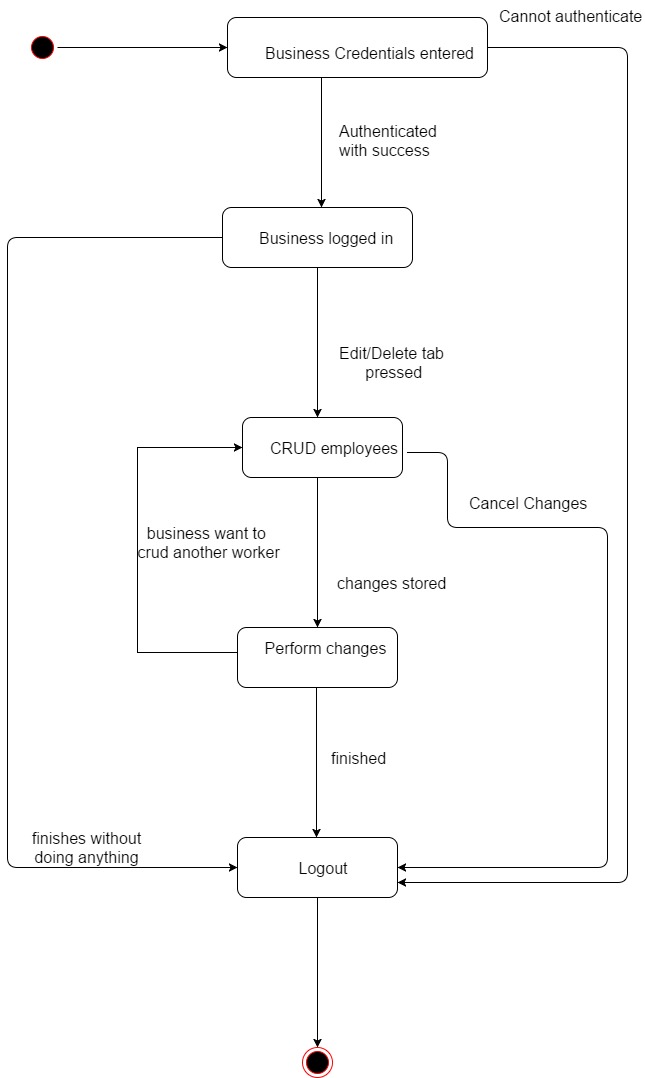 Cannot authenticate
Business Credentials entered
Authenticated
with success
Business logged in
Edit/Delete tab
pressed
CRUD employees
Cancel Changes
business want to
crud another worker
changes stored
Perform changes
finished
finishes without
doing anything
Logout